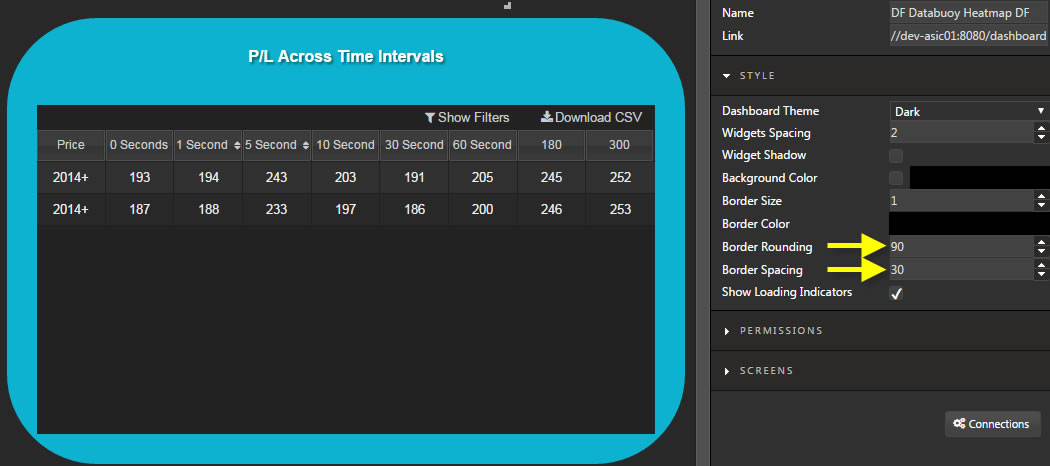 P/L Across Time Intervals
Show Filters Download CSV
Price 0 Seconds 1 Second 5 Second 10 Second 30 Second 60 Second 180 300
2014+ 193 194 243 203 191 205 245 252
2014+ 187 188 233 197 186 200 246 253
Name DF Databuoy Heatmap DF
Link //dev-asic01:8080/dashboard
STYLE
Dashboard Theme Dark
Widgets Spacing 2
Widget Shadow
Background Color
Border Size 1
Border Color
Border Rounding 90
Border Spacing 30
Show Loading Indicators
PERMISSIONS
SCREENS
Connections